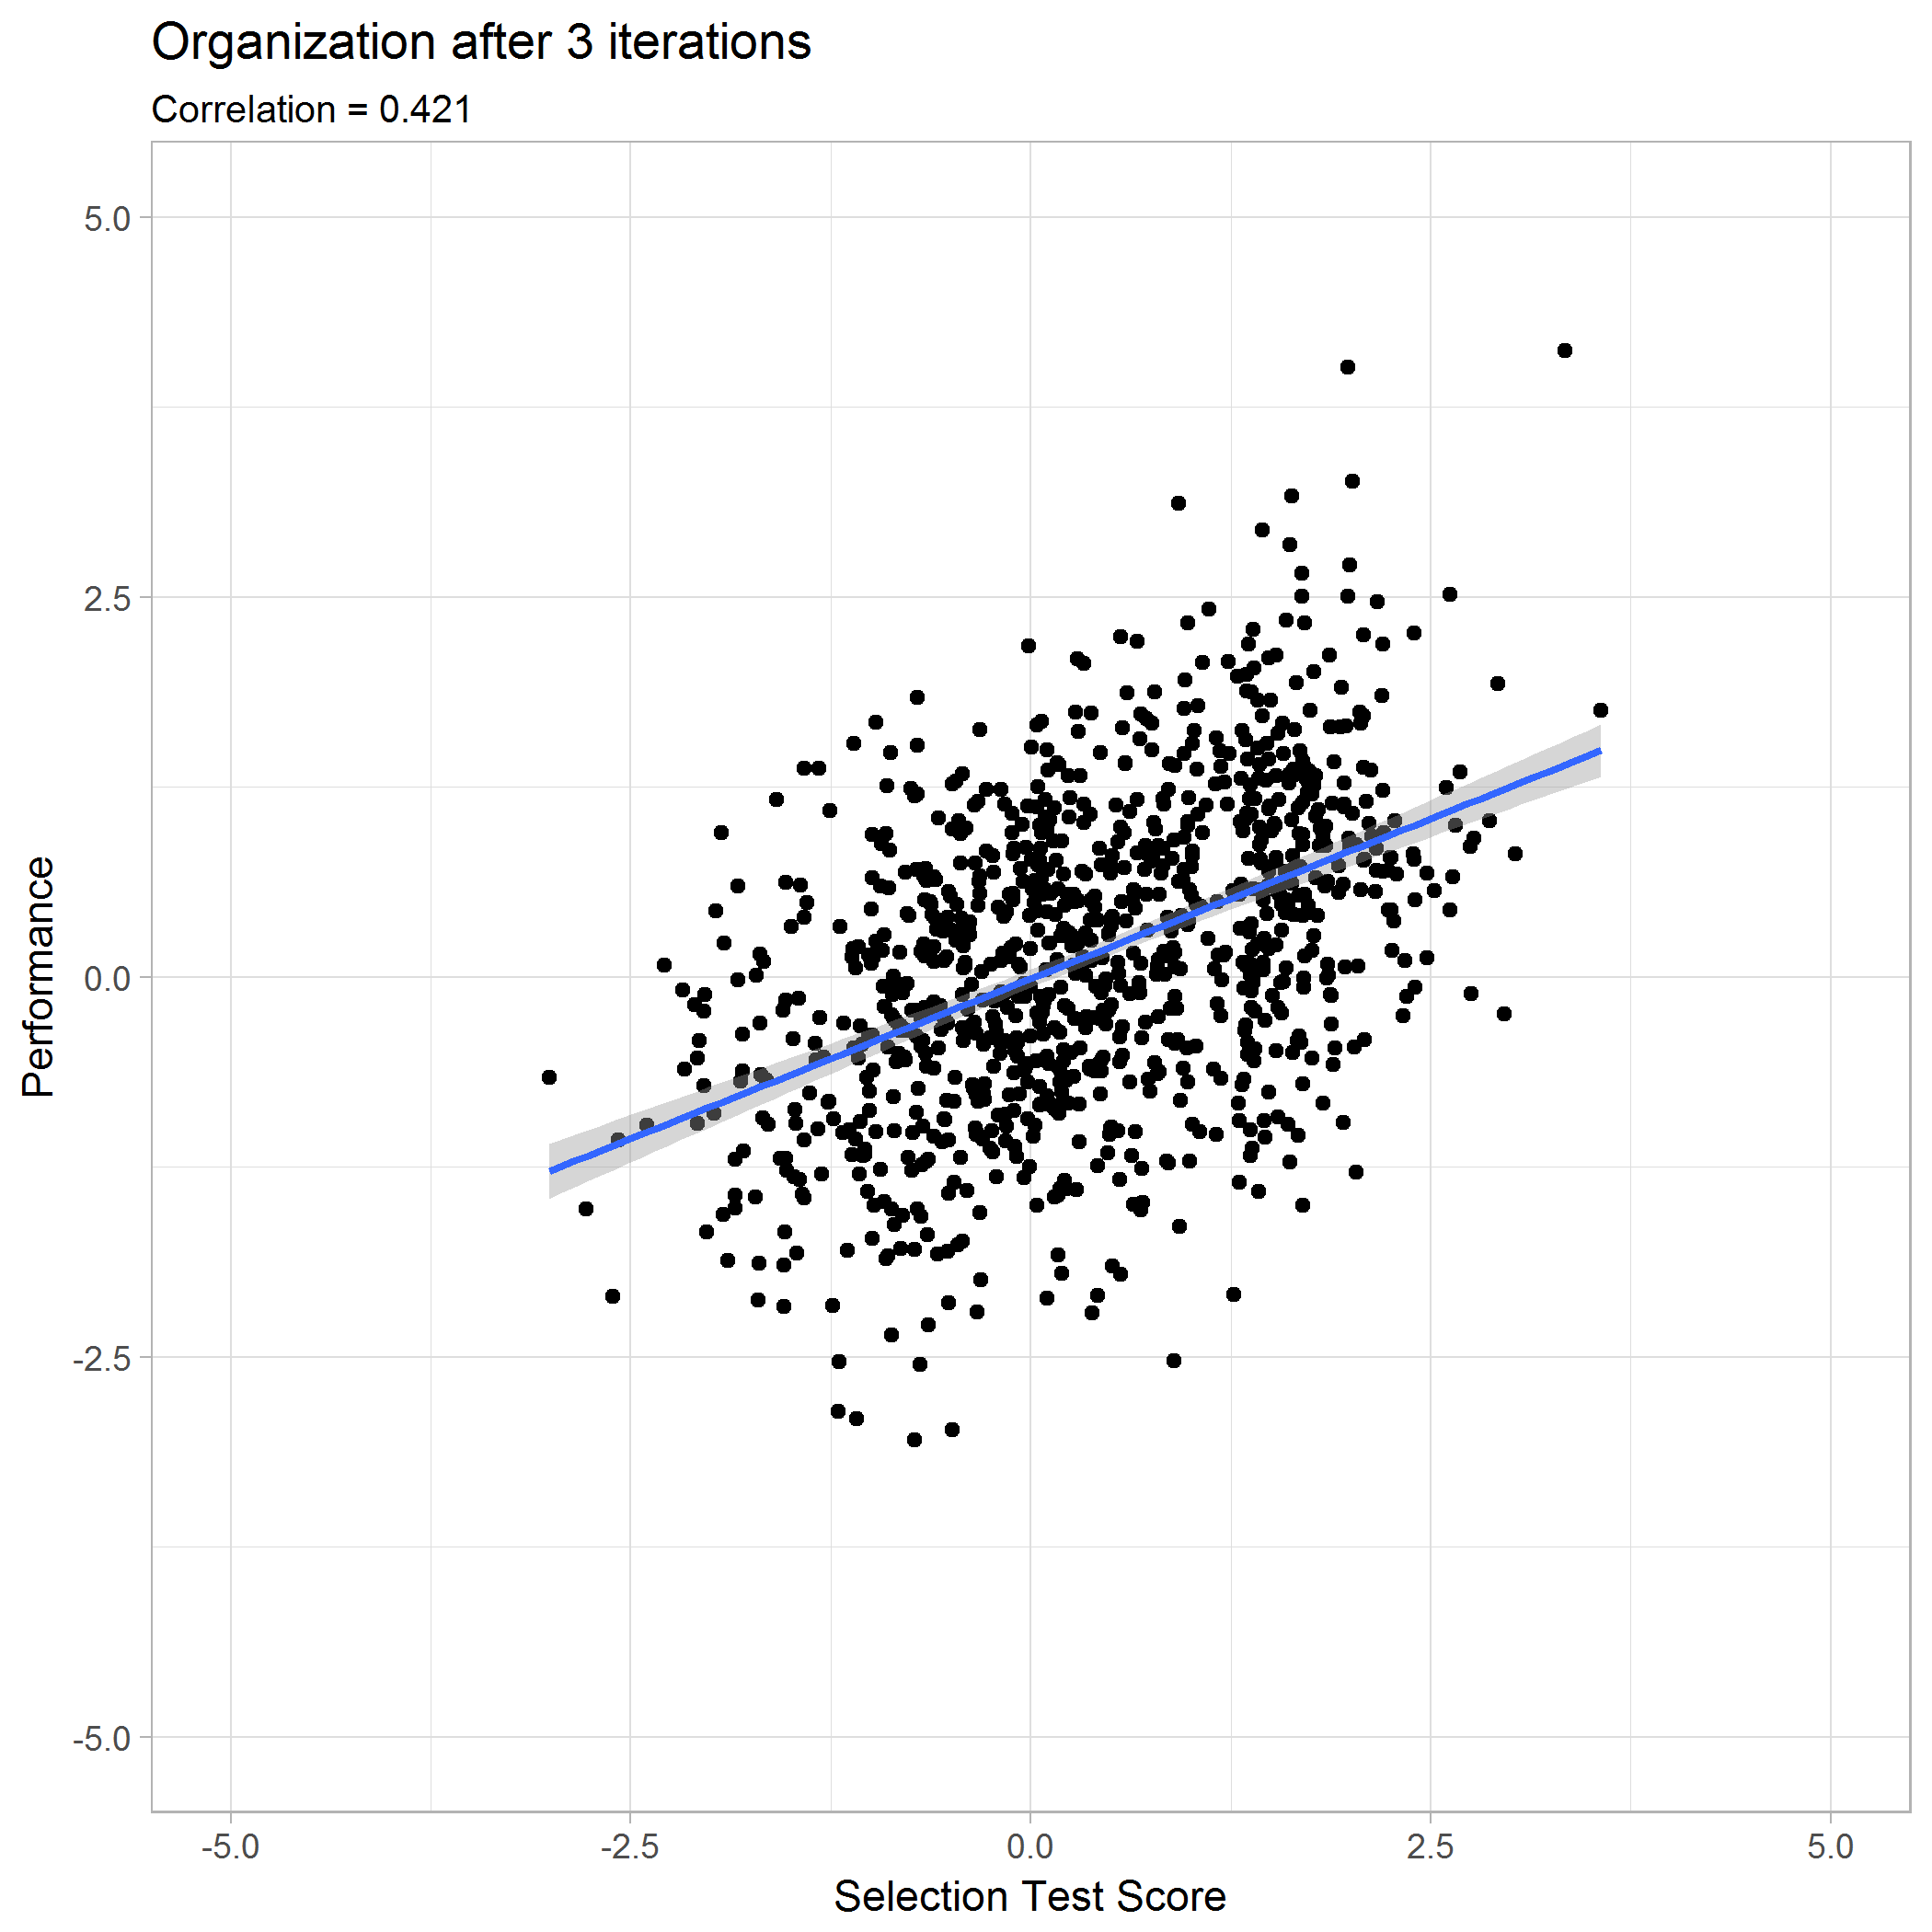 Organization after 3 iterations
Correlation = 0.421
5.0
2.5
0.0
-2.5
-5.0
Performance
-5.0
-2.5
0.0
2.5
5.0
Selection Test Score